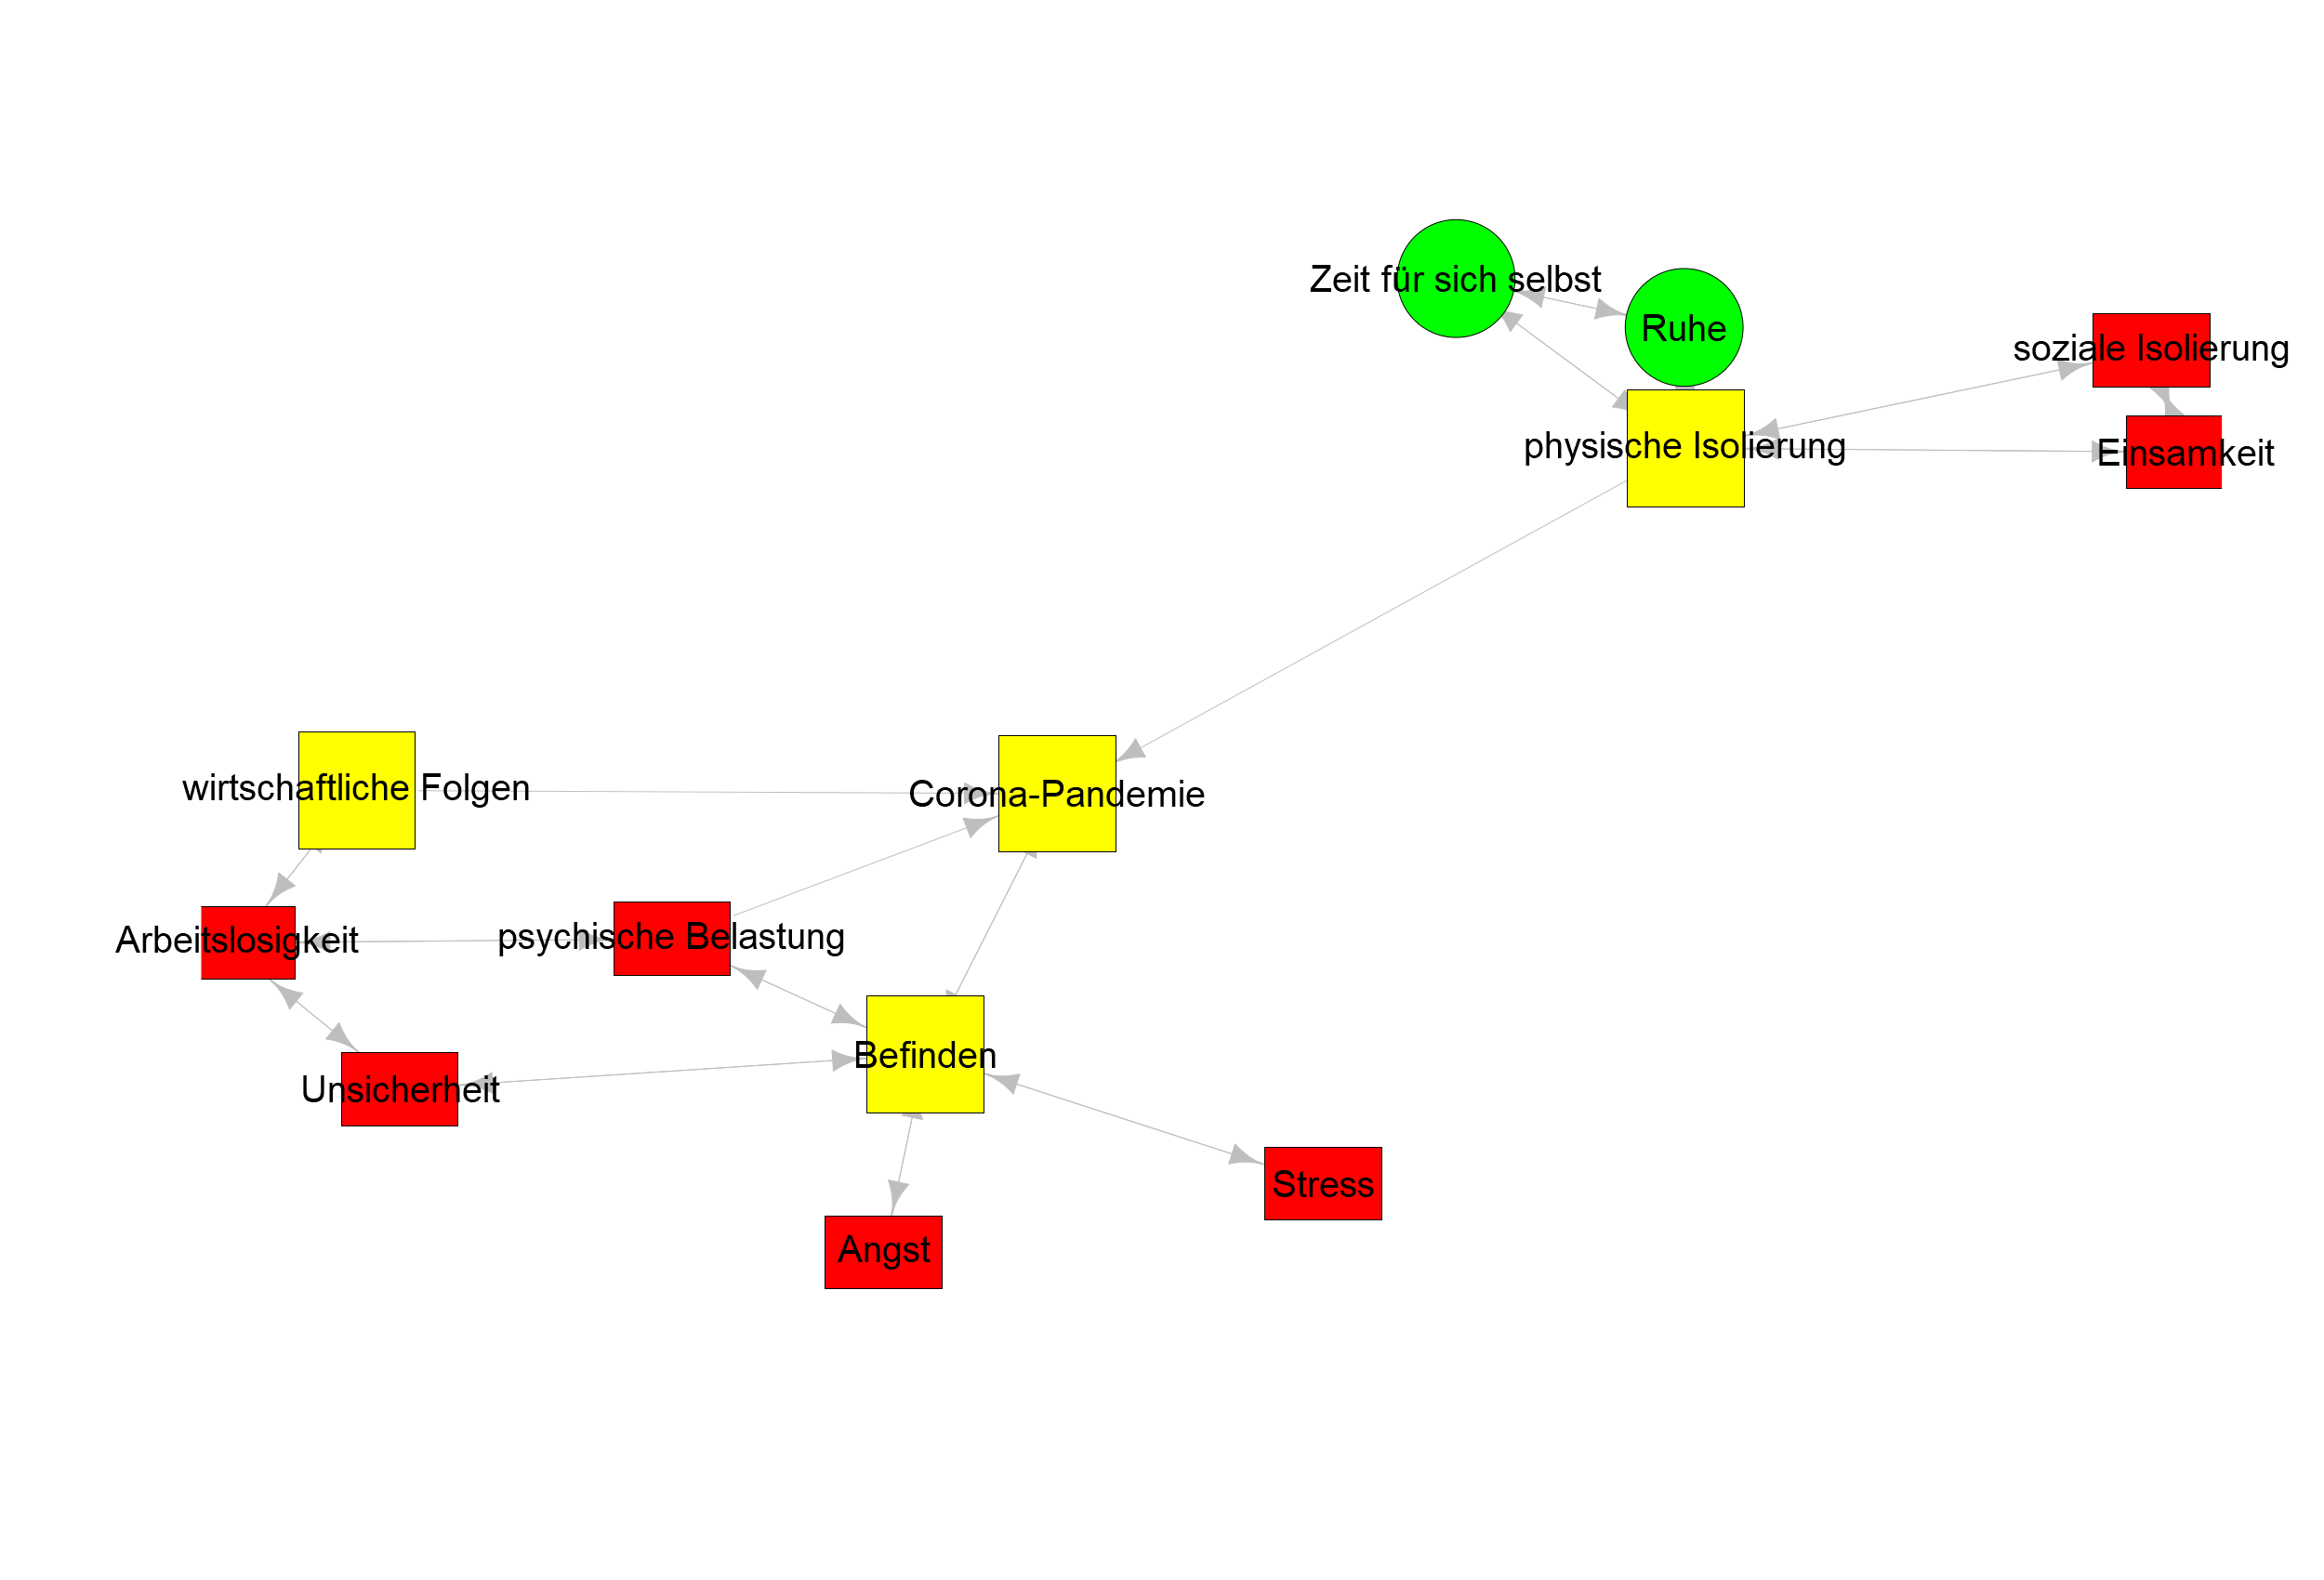 Zeit für sich selbst
Ruhe
soziale Isolierung
physische Isolierung
Einsamkeit
wirtschaftliche Folgen
Corona-Pandemie
Arbeitslosigkeit
psychische Belastung
Befinden
Unsicherheit
Stress
Angst